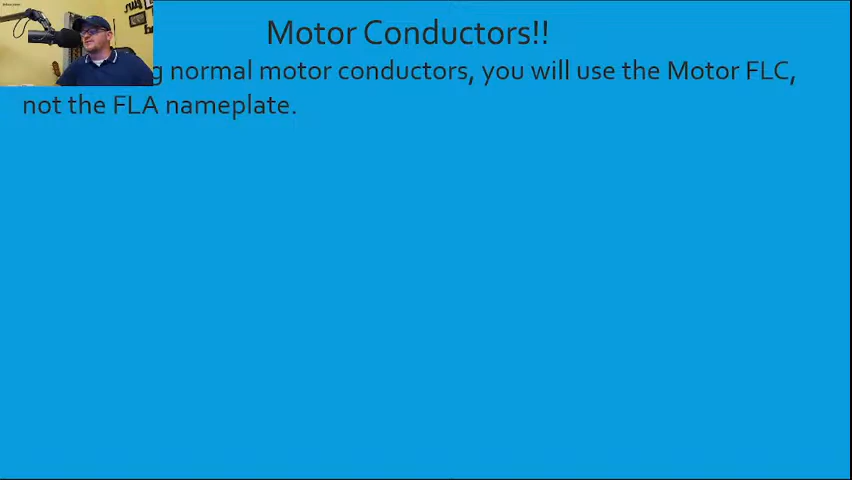 Motor Conductors!!
normal motor conductors, you will use the Motor FLC,
not the FLA nameplate.